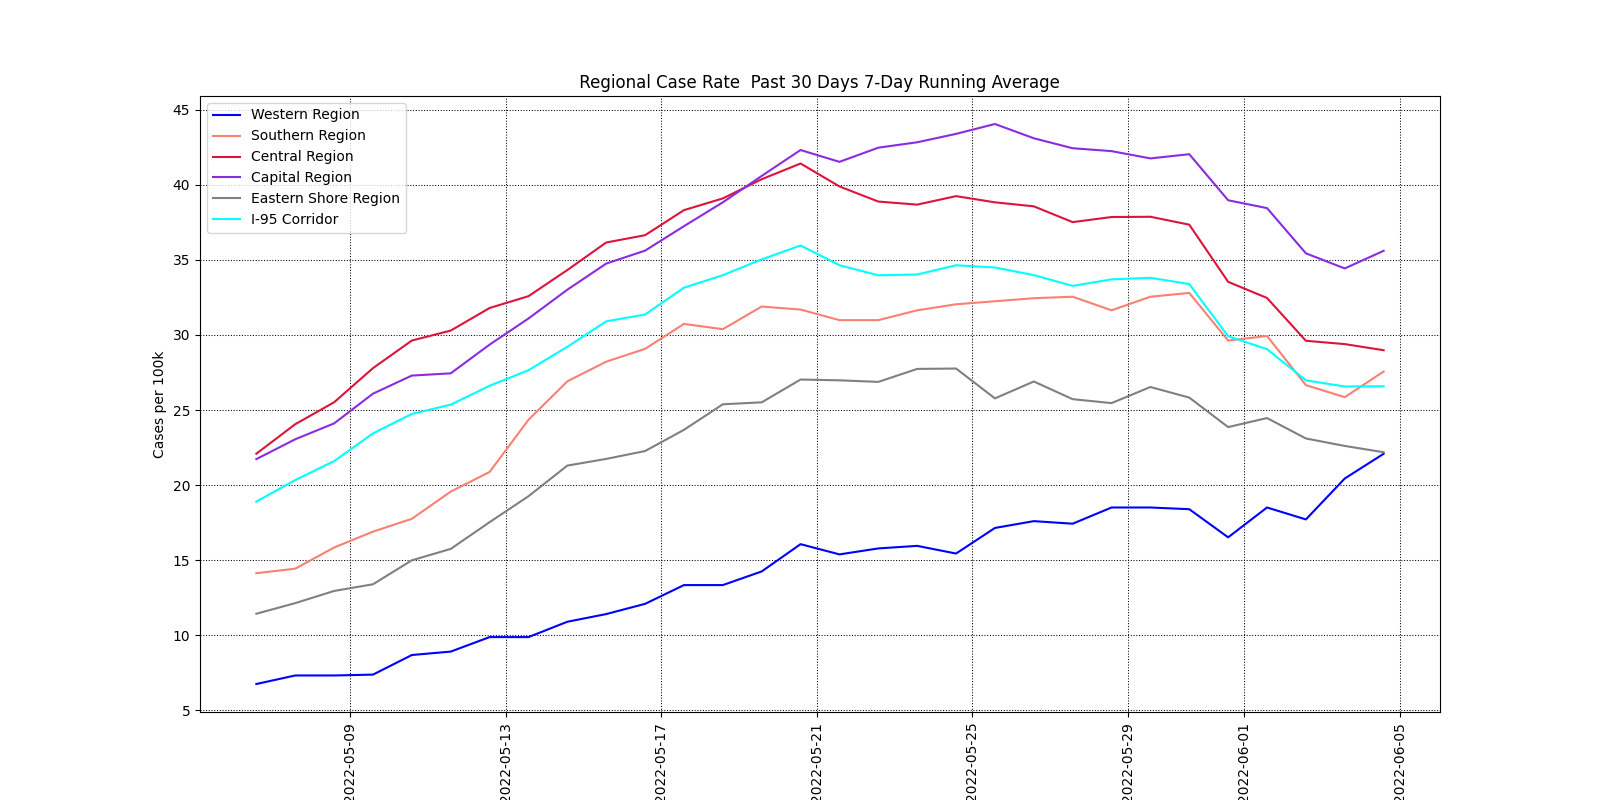 Regional Case Rate  Past 30 Days 7-Day Running Average
Western Region
Southern Region
Central Region
Capital Region
Eastern Shore Region
I-95 Corridor
Cases per 100k
45
40
35
30
25
20
15
10
5
2022-05-09
2022-05-13
2022-05-17
2022-05-21
2022-05-25
2022-05-29
2022-06-01
2022-06-05